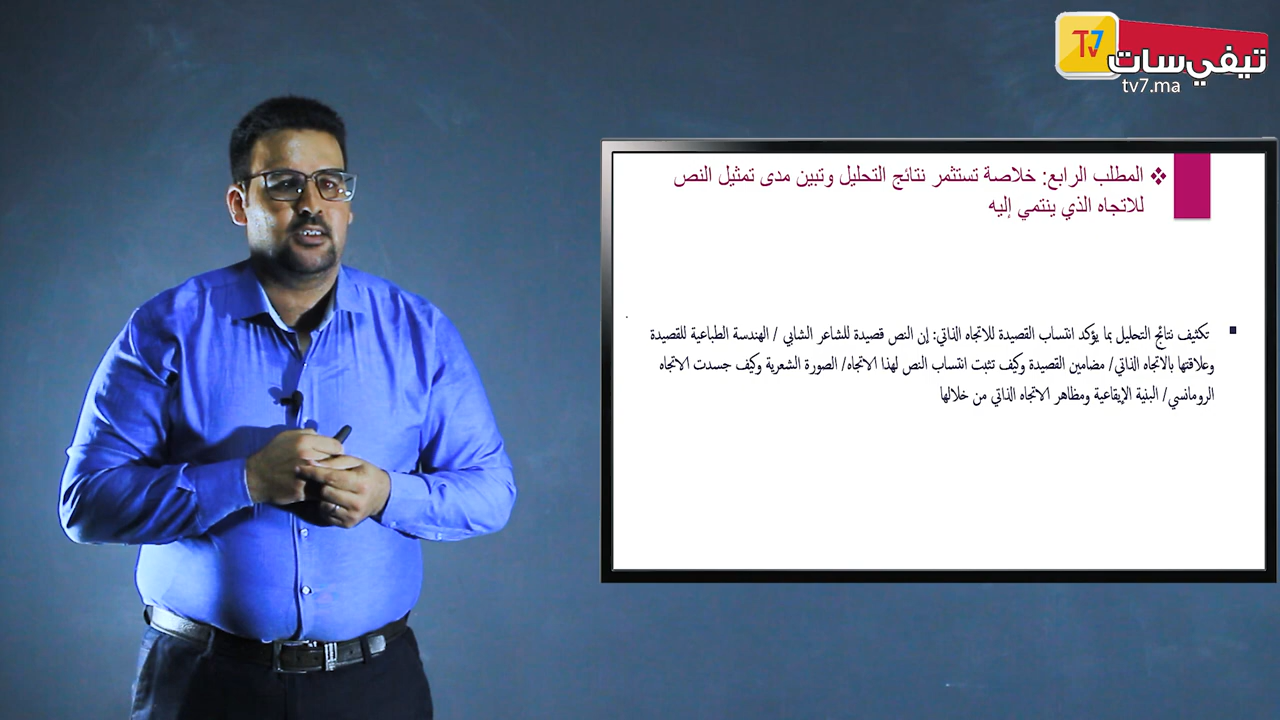 Tv7
تيفي سات
tv7.ma
❖ المطلب الرابع: خلاصة تستثمر نتائج التحليل وتبين مدى تمثيل النص
للاتجاه الذي ينتمي إليه
▪ تكثيف نتائج التحليل بما يؤكد انتساب القصيدة للاتجاه الذاتي: إن النص قصيدة للشاعر الشابي / الهندسة الطباعية للقصيدة
وعلاقتها بالاتجاه الذاتي/ مضامين القصيدة وكيف تثبت انتساب النص لهذا الاتجاه/ الصورة الشعرية وكيف جسدت الاتجاه
الرومانسي/ البنية الإيقاعية ومظاهر الاتجاه الذاتي من خلالها